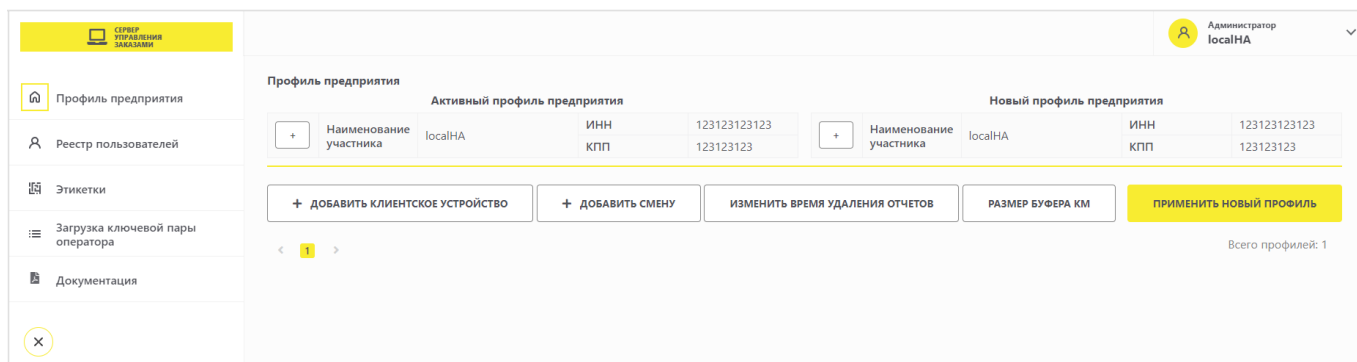 СЕРВЕР
УПРАВЛЕНИЯ
ЗАКАЗАМИ
Администратор
localHA
Профиль предприятия
Реестр пользователей
Этикетки
Загрузка ключевой пары
оператора
Документация
Профиль предприятия
Активный профиль предприятия
Новый профиль предприятия
+ Наименование участника localHA ИНН 123123123123
КПП 123123123
+ Наименование участника localHA ИНН 123123123123
КПП 123123123
+ ДОБАВИТЬ КЛИЕНТСКОЕ УСТРОЙСТВО
+ ДОБАВИТЬ СМЕНУ
ИЗМЕНИТЬ ВРЕМЯ УДАЛЕНИЯ ОТЧЕТОВ
РАЗМЕР БУФЕРА КМ
ПРИМЕНИТЬ НОВЫЙ ПРОФИЛЬ
< 1 >
Всего профилей: 1